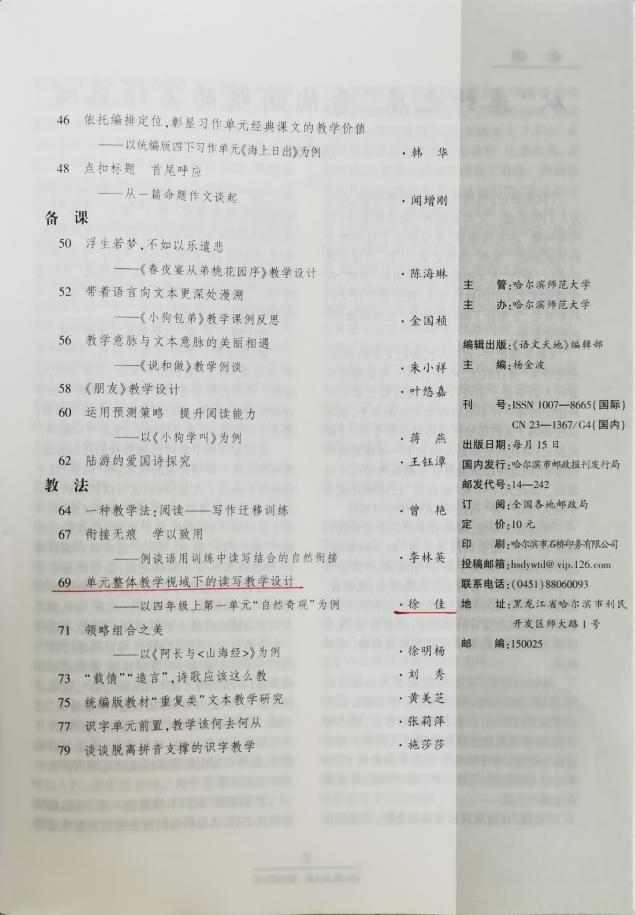 46 依托编排定位,彰显习作单元经典课文的教学价值
——以统编版四下习作单元《海上日出》为例 ·韩 华
48 点扣标题 首尾呼应
——从一篇命题作文谈起 ·闻增刚
备 课
50 浮生若梦,不如以乐遣悲
——《春夜宴从弟桃花园序》教学设计 ·陈海琳
52 带着语言向文本更深处漫溯
——《小狗包弟》教学课例反思 ·金国桢
56 教学意脉与文本意脉的美丽相遇
——《说和做》教学例谈 ·朱小祥
58 《朋友》教学设计 ·叶悠嘉
60 运用预测策略 提升阅读能力
——以《小狗学叫》为例 ·蒋 燕
62 陆游的爱国诗探究 ·王钰潭
教 法
64 一种教学法:阅读——写作迁移训练 ·曾 艳
67 衔接无痕 学以致用
——例谈语用训练中读写结合的自然衔接 ·李林英
69 单元整体教学视域下的读写教学设计
——以四年级上第一单元“自然奇观”为例 ·徐 佳
71 领略组合之美
——以《阿长与<山海经>》为例 ·徐明杨
73 “载情”“造言”,诗歌应该这么教 ·刘 秀
75 统编版教材“重复类”文本教学研究 ·黄美芝
77 识字单元前置,教学该何去何从 ·张莉萍
79 谈谈脱离拼音支撑的识字教学 ·施莎莎
主 管:哈尔滨师范大学
主 办:哈尔滨师范大学
编辑出版:《语文天地》编辑部
主 编:杨金波
刊 号:ISSN 1007—8665(国际)
CN 23—1367/G4(国内)
出版日期:每月15日
国内发行:哈尔滨市邮政报刊发行局
邮发代号:14—242
订 阅:全国各地邮政局
定 价:10元
印 刷:哈尔滨市石桥印务有限公司
投稿邮箱:hsdywtd@vip.126.com
联系电话:(0451)88060093
地 址:黑龙江省哈尔滨市利民
开发区师大路1号
邮 编:150025